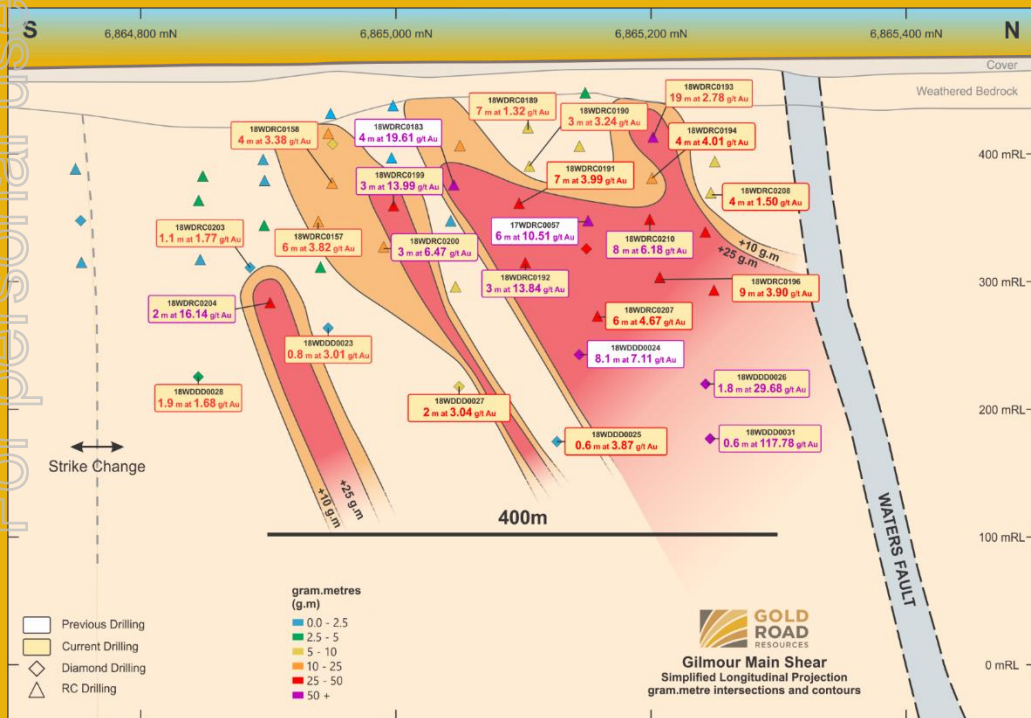 For personal use
S
6,864,800 mN
6,865,000 mN
6,865,200 mN
6,865,400 mN
N
Cover
Weathered Bedrock
400 mRL
300 mRL
200 mRL
100 mRL
0 mRL
18WDRC0193
19 m at 2.78 g/t Au
18WDRC0189
7 m at 1.32 g/t Au
18WDRC0190
3 m at 3.24 g/t Au
18WDRC0194
4 m at 4.01 g/t Au
18WDRC0158
4 m at 3.38 g/t Au
18WDRC0183
4 m at 19.61 g/t Au
18WDRC0199
3 m at 13.99 g/t Au
18WDRC0191
7 m at 3.99 g/t Au
18WDRC0208
4 m at 1.50 g/t Au
18WDRC0203
1.1 m at 1.77 g/t Au
18WDRC0157
6 m at 3.82 g/t Au
18WDRC0200
3 m at 6.47 g/t Au
17WDRC0057
6 m at 10.51 g/t Au
18WDRC0210
8 m at 6.18 g/t Au
+10 g.m
+25 g.m
18WDRC0192
3 m at 13.84 g/t Au
18WDRC0196
9 m at 3.90 g/t Au
18WDRC0204
2 m at 16.14 g/t Au
18WDRC0207
6 m at 4.67 g/t Au
18WDDD0023
0.8 m at 3.01 g/t Au
18WDDD0024
8.1 m at 7.11 g/t Au
18WDDD0028
1.9 m at 1.68 g/t Au
18WDDD0027
2 m at 3.04 g/t Au
18WDDD0026
1.8 m at 29.68 g/t Au
18WDDD0025
0.6 m at 3.87 g/t Au
18WDDD0031
0.6 m at 117.78 g/t Au
Strike Change
+10 g.m
+25 g.m
400m
WATERS FAULT
Previous Drilling
Current Drilling
Diamond Drilling
RC Drilling
gram.metres
(g.m)
0.0 - 2.5
2.5 - 5
5 - 10
10 - 25
25 - 50
50 +
GOLD
ROAD
RESOURCES
Gilmour Main Shear
Simplified Longitudinal Projection
gram.metre intersections and contours